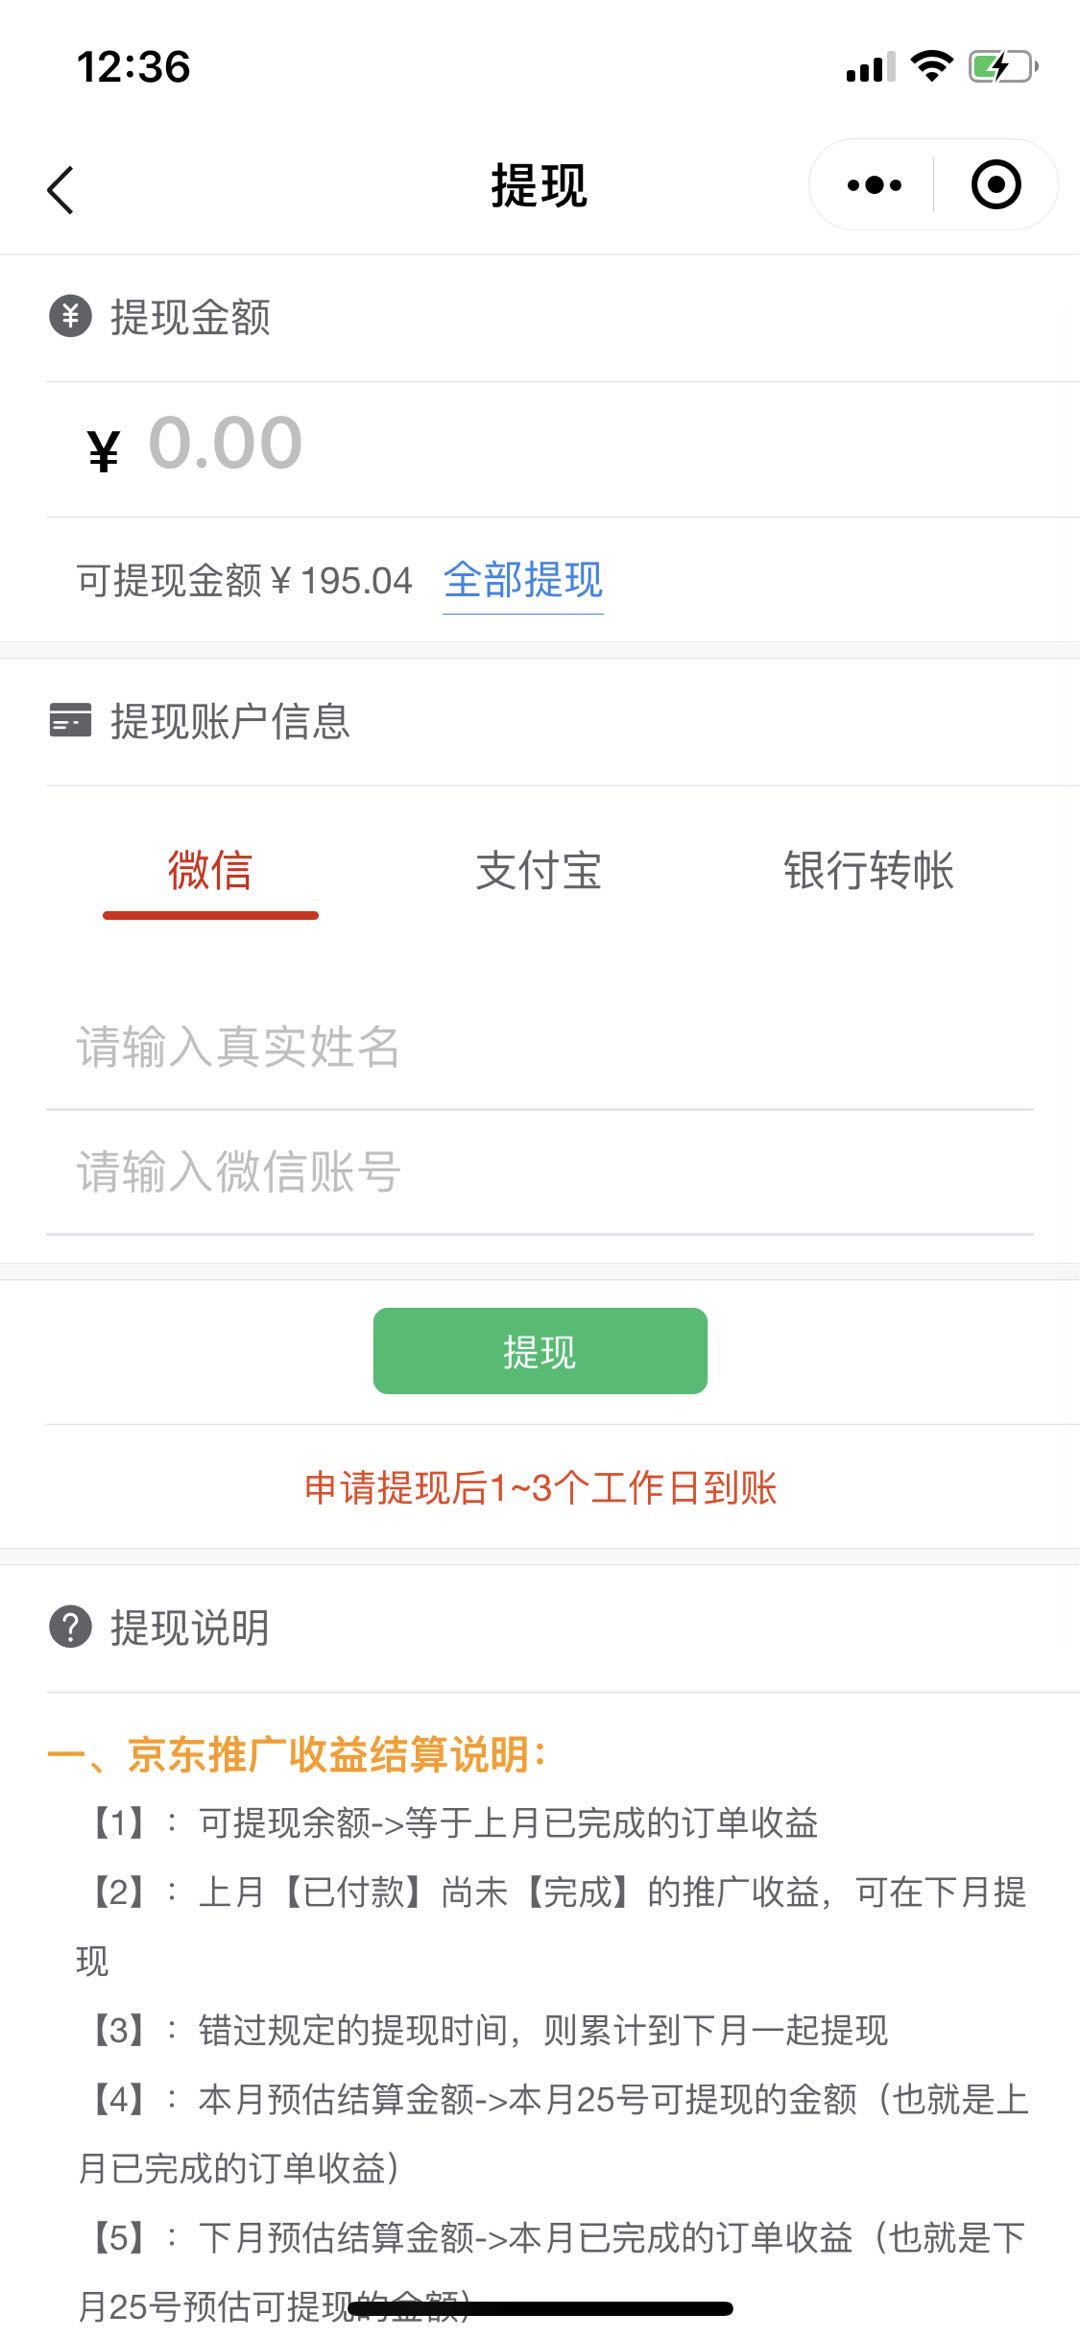 12:36
提现
提现金额
¥ 0.00
可提现金额¥195.04 全部提现
提现账户信息
微信 支付宝 银行转帐
请输入真实姓名
请输入微信账号
提现
申请提现后1~3个工作日到账
提现说明
一、京东推广收益结算说明：
【1】：可提现余额->等于上月已完成的订单收益
【2】：上月【已付款】尚未【完成】的推广收益，可在下月提
现
【3】：错过规定的提现时间，则累计到下月一起提现
【4】：本月预估结算金额->本月25号可提现的金额（也就是上
月已完成的订单收益）
【5】：下月预估结算金额->本月已完成的订单收益（也就是下
月25号预估可提现的金额）